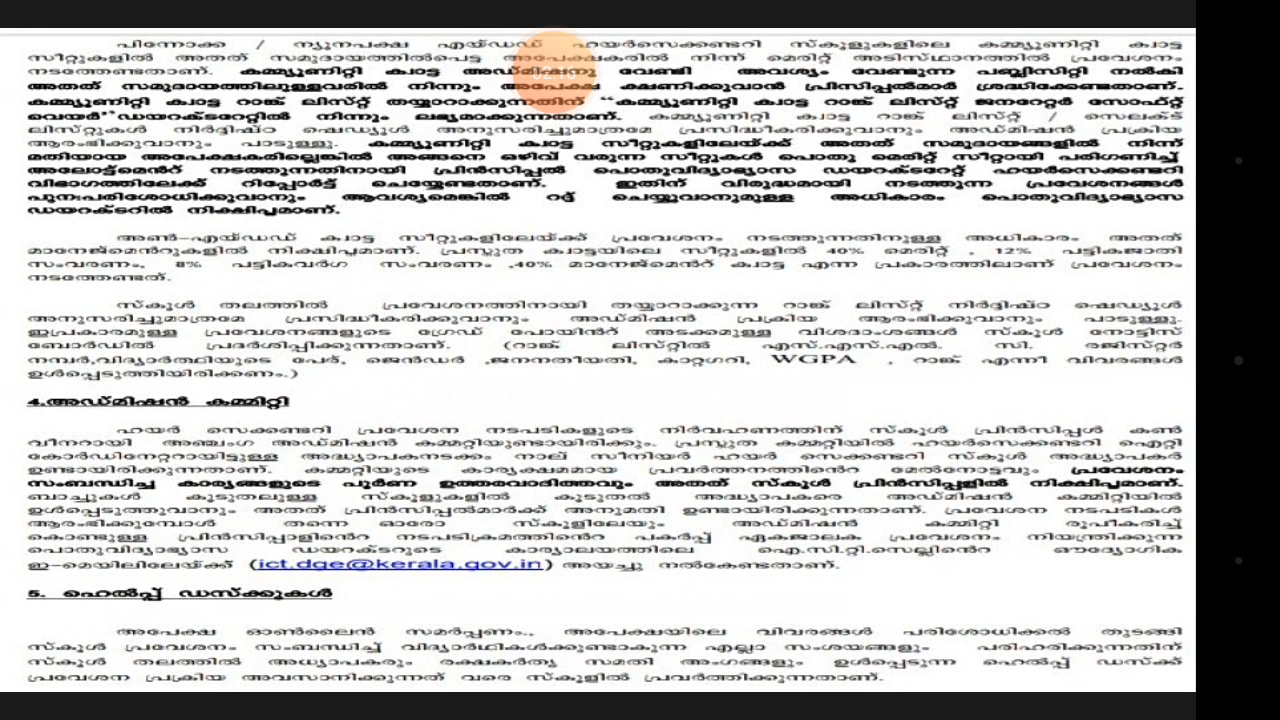 പിന്നോക്ക / ന്യൂനപക്ഷ എയ്ഡഡ് ഹയർസെക്കണ്ടറി സ്കൂളുകളിലെ കമ്മ്യൂണിറ്റി ക്വാട്ട
സീറ്റുകളിൽ അതത് സമുദായത്തിൽപെട്ട അപേക്ഷകരിൽ നിന്ന് മെരിറ്റ് അടിസ്ഥാനത്തിൽ പ്രവേശനം
നടത്തേണ്ടതാണ്. കമ്മ്യൂണിറ്റി ക്വാട്ട അഡ്മിഷനു വേണ്ടി അവശ്യം വേണ്ടുന്ന പബ്ലിസിറ്റി നൽകി
അതത് സമുദായത്തിലുള്ളവരിൽ നിന്നും അപേക്ഷ ക്ഷണിക്കുവാൻ പ്രിസിപ്പൽമാർ ശ്രദ്ധിക്കേണ്ടതാണ്.
കമ്മ്യൂണിറ്റി ക്വാട്ട റാങ്ക് ലിസ്റ്റ് തയ്യാറാക്കുന്നതിന് “കമ്മ്യൂണിറ്റി ക്വാട്ട റാങ്ക് ലിസ്റ്റ് ജനറേറ്റർ സോഫ്റ്റ്
വെയർ” ഡയറക്ടറേറ്റിൽ നിന്നും ലഭ്യമാക്കുന്നതാണ്. കമ്മ്യൂണിറ്റി ക്വാട്ട റാങ്ക് ലിസ്റ്റ് / സെലക്ട്
ലിസ്റ്റുകൾ നിർദ്ദിഷ്ഠ ഷെഡ്യൂൾ അനുസരിച്ചുമാത്രമേ പ്രസിദ്ധീകരിക്കുവാനും അഡ്മിഷൻ പ്രക്രിയ
ആരംഭിക്കുവാനും പാടുള്ളു. കമ്മ്യൂണിറ്റി ക്വാട്ട സീറ്റുകളിലേയ്ക്ക് അതത് സമുദായങ്ങളിൽ നിന്ന്
മതിയായ അപേക്ഷകരില്ലെങ്കിൽ അങ്ങനെ ഒഴിവ് വരുന്ന സീറ്റുകൾ പൊതു മെരിറ്റ് സീറ്റായി പരിഗണിച്ച്
അലോട്ട്മെൻറ് നടത്തുന്നതിനായി പ്രിൻസിപ്പൽ പൊതുവിദ്യാഭ്യാസ ഡയറക്ടറേറ്റ് ഹയർസെക്കണ്ടറി
വിഭാഗത്തിലേക്ക് റിപ്പോർട്ട് ചെയ്യേണ്ടതാണ്. ഇതിന് വിരുദ്ധമായി നടത്തുന്ന പ്രവേശനങ്ങൾ
പുനഃപരിശോധിക്കുവാനും ആവശ്യമെങ്കിൽ റദ്ദ് ചെയ്യുവാനുമുള്ള അധികാരം പൊതുവിദ്യാഭ്യാസ
ഡയറക്ടറിൽ നിക്ഷിപ്തമാണ്.
അൺ-എയ്ഡഡ് ക്വാട്ട സീറ്റുകളിലേയ്ക്ക് പ്രവേശനം നടത്തുന്നതിനുള്ള അധികാരം അതത്
മാനേജ്മെൻറുകളിൽ നിക്ഷിപ്തമാണ്. പ്രസ്തുത ക്വാട്ടയിലെ സീറ്റുകളിൽ 40% മെരിറ്റ് , 12% പട്ടികജാതി
സംവരണം, 8% പട്ടികവർഗ സംവരണം ,40% മാനേജ്മെൻറ് ക്വാട്ട എന്ന പ്രകാരത്തിലാണ് പ്രവേശനം
നടത്തേണ്ടത്.
സ്കൂൾ തലത്തിൽ പ്രവേശനത്തിനായി തയ്യാറാക്കുന്ന റാങ്ക് ലിസ്റ്റ് നിർദ്ദിഷ്ഠ ഷെഡ്യൂൾ
അനുസരിച്ചുമാത്രമേ പ്രസിദ്ധീകരിക്കുവാനും അഡ്മിഷൻ പ്രക്രിയ ആരംഭിക്കുവാനും പാടുള്ളു.
ഇപ്രകാരമുള്ള പ്രവേശനങ്ങളുടെ ഗ്രേഡ് പോയിൻറ് അടക്കമുള്ള വിശദാംശങ്ങൾ സ്കൂൾ നോട്ടിസ്
ബോർഡിൽ പ്രദർശിപ്പിക്കുന്നതാണ്. (റാങ്ക് ലിസ്റ്റിൽ എസ്.എസ്.എൽ. സി. രജിസ്റ്റർ
നമ്പർ,വിദ്യാർത്ഥിയുടെ പേര്, ജെൻഡർ ,ജനനതീയതി, കാറ്റഗറി, WGPA , റാങ്ക് എന്നീ വിവരങ്ങൾ
ഉൾപ്പെടുത്തിയിരിക്കണം.)
4.അഡ്മിഷൻ കമ്മിറ്റി
ഹയർ സെക്കണ്ടറി പ്രവേശന നടപടികളുടെ നിർവഹണത്തിന് സ്കൂൾ പ്രിൻസിപ്പൾ കൺ
വീനറായി അഞ്ചംഗ അഡ്മിഷൻ കമ്മറ്റിയുണ്ടായിരിക്കും. പ്രസ്തുത കമ്മറ്റിയിൽ ഹയർസെക്കണ്ടറി ഐറ്റി
കോർഡിനേറ്ററായിട്ടുള്ള അദ്ധ്യാപകനടക്കം നാല് സീനിയർ ഹയർ സെക്കണ്ടറി സ്കൂൾ അദ്ധ്യാപകർ
ഉണ്ടായിരിക്കുന്നതാണ്. കമ്മറ്റിയുടെ കാര്യക്ഷമമായ പ്രവർത്തനത്തിൻെറ മേൽനോട്ടവും പ്രവേശനം
സംബന്ധിച്ച കാര്യങ്ങളുടെ പൂർണ ഉത്തരവാദിത്തവും അതത് സ്കൂൾ പ്രിൻസിപ്പളിൽ നിക്ഷിപ്തമാണ്.
ബാച്ചുകൾ കൂടുതലുള്ള സ്കൂളുകളിൽ കൂടുതൽ അദ്ധ്യാപകരെ അഡ്മിഷൻ കമ്മിറ്റിയിൽ
ഉൾപ്പെടുത്തുവാനും അതത് പ്രിൻസിപ്പൽമാർക്ക് അനുമതി ഉണ്ടായിരിക്കുന്നതാണ്. പ്രവേശന നടപടികൾ
ആരംഭിക്കുമ്പോൾ തന്നെ ഓരോ സ്കൂളിലേയും അഡ്മിഷൻ കമ്മിറ്റി രൂപീകരിച്ച്
കൊണ്ടുള്ള പ്രിൻസിപ്പാളിൻെറ നടപടിക്രമത്തിൻെറ പകർപ്പ് ഏകജാലക പ്രവേശനം നിയന്ത്രിക്കുന്ന
പൊതുവിദ്യാഭ്യാസ ഡയറക്ടറുടെ കാര്യാലയത്തിലെ ഐ.സി.റ്റി.സെല്ലിൻെറ ഔദ്യോഗിക
ഇ-മെയിലിലേയ്ക്ക് (ict.dge@kerala.gov.in) അയച്ചു നൽകേണ്ടതാണ്.
5. ഹെൽപ്പ് ഡസ്ക്കുകൾ
അപേക്ഷ ഓൺലൈൻ സമർപ്പണം., അപേക്ഷയിലെ വിവരങ്ങൾ പരിശോധിക്കൽ തുടങ്ങി
സ്കൂൾ പ്രവേശനം സംബന്ധിച്ച് വിദ്യാർഥികൾക്കുണ്ടാകുന്ന എല്ലാ സംശയങ്ങളും പരിഹരിക്കുന്നതിന്
സ്കൂൾ തലത്തിൽ അധ്യാപകരും രക്ഷകർതൃ സമതി അംഗങ്ങളും ഉൾപ്പെടുന്ന ഹെൽപ്പ് ഡസ്ക്
പ്രവേശന പ്രക്രിയ അവസാനിക്കുന്നത് വരെ സ്കൂളിൽ പ്രവർത്തിക്കുന്നതാണ്.